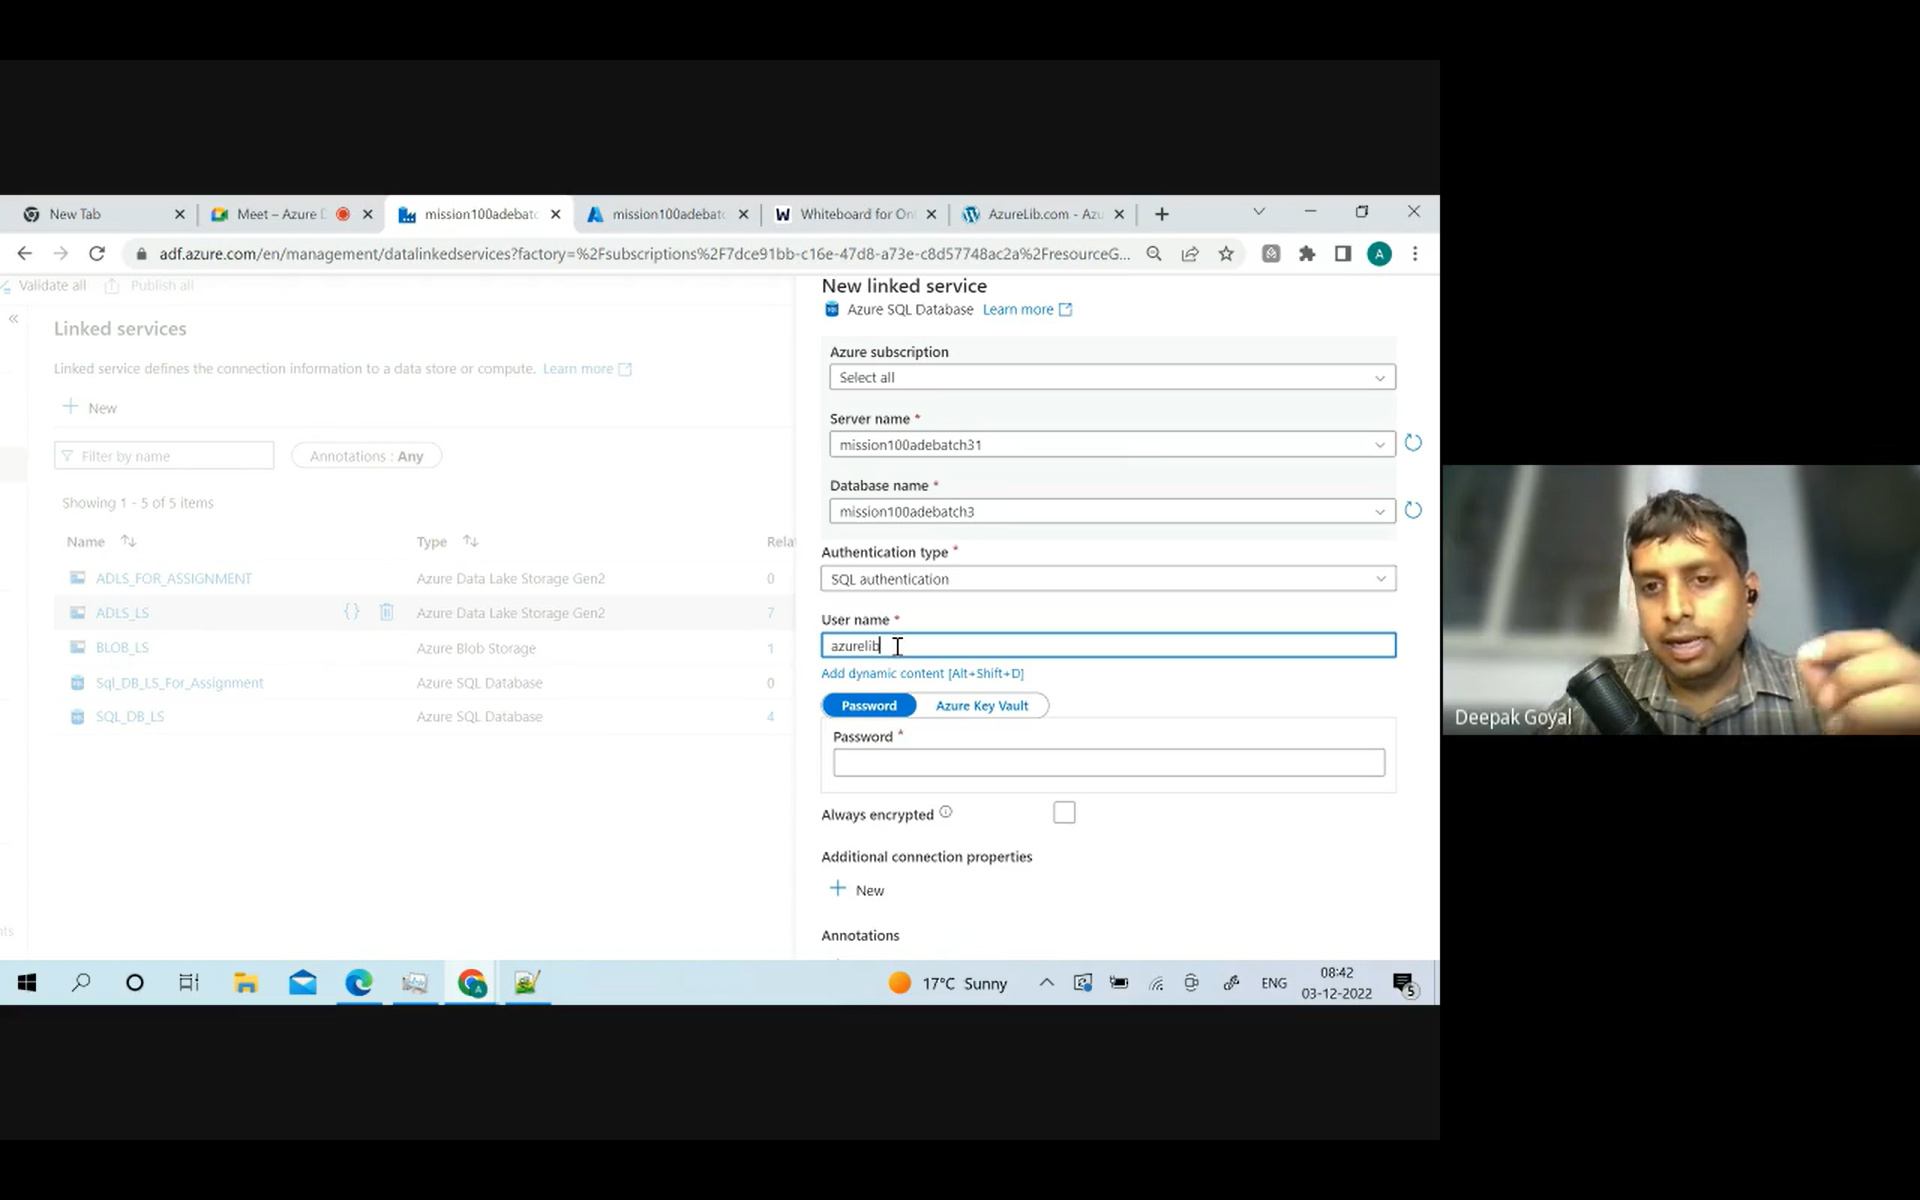 New Tab
Meet – Azure D
mission100adebatc
mission100adebatc
Whiteboard for On
AzureLib.com - Azu
adf.azure.com/en/management/datalinkedservices?factory=%2Fsubscriptions%2F7dce91bb-c16e-47d8-a73e-c8d57748ac2a%2FresourceG...
A
Validate all
Publish all
Linked services
Linked service defines the connection information to a data store or compute. Learn more
New
Filter by name
Annotations : Any
Showing 1 - 5 of 5 items
Name Type Relat
ADLS_FOR_ASSIGNMENT Azure Data Lake Storage Gen2 0
ADLS_LS {} Azure Data Lake Storage Gen2 7
BLOB_LS Azure Blob Storage 1
Sql_DB_LS_For_Assignment Azure SQL Database 0
SQL_DB_LS Azure SQL Database 4
nts
New linked service
Azure SQL Database Learn more
Azure subscription
Select all
Server name *
mission100adebatch31
Database name *
mission100adebatch3
Authentication type *
SQL authentication
User name *
azurelib
Add dynamic content [Alt+Shift+D]
Password
Azure Key Vault
Password *
Always encrypted
Additional connection properties
New
Annotations
17°C Sunny
ENG
08:42
03-12-2022
5
Deepak Goyal